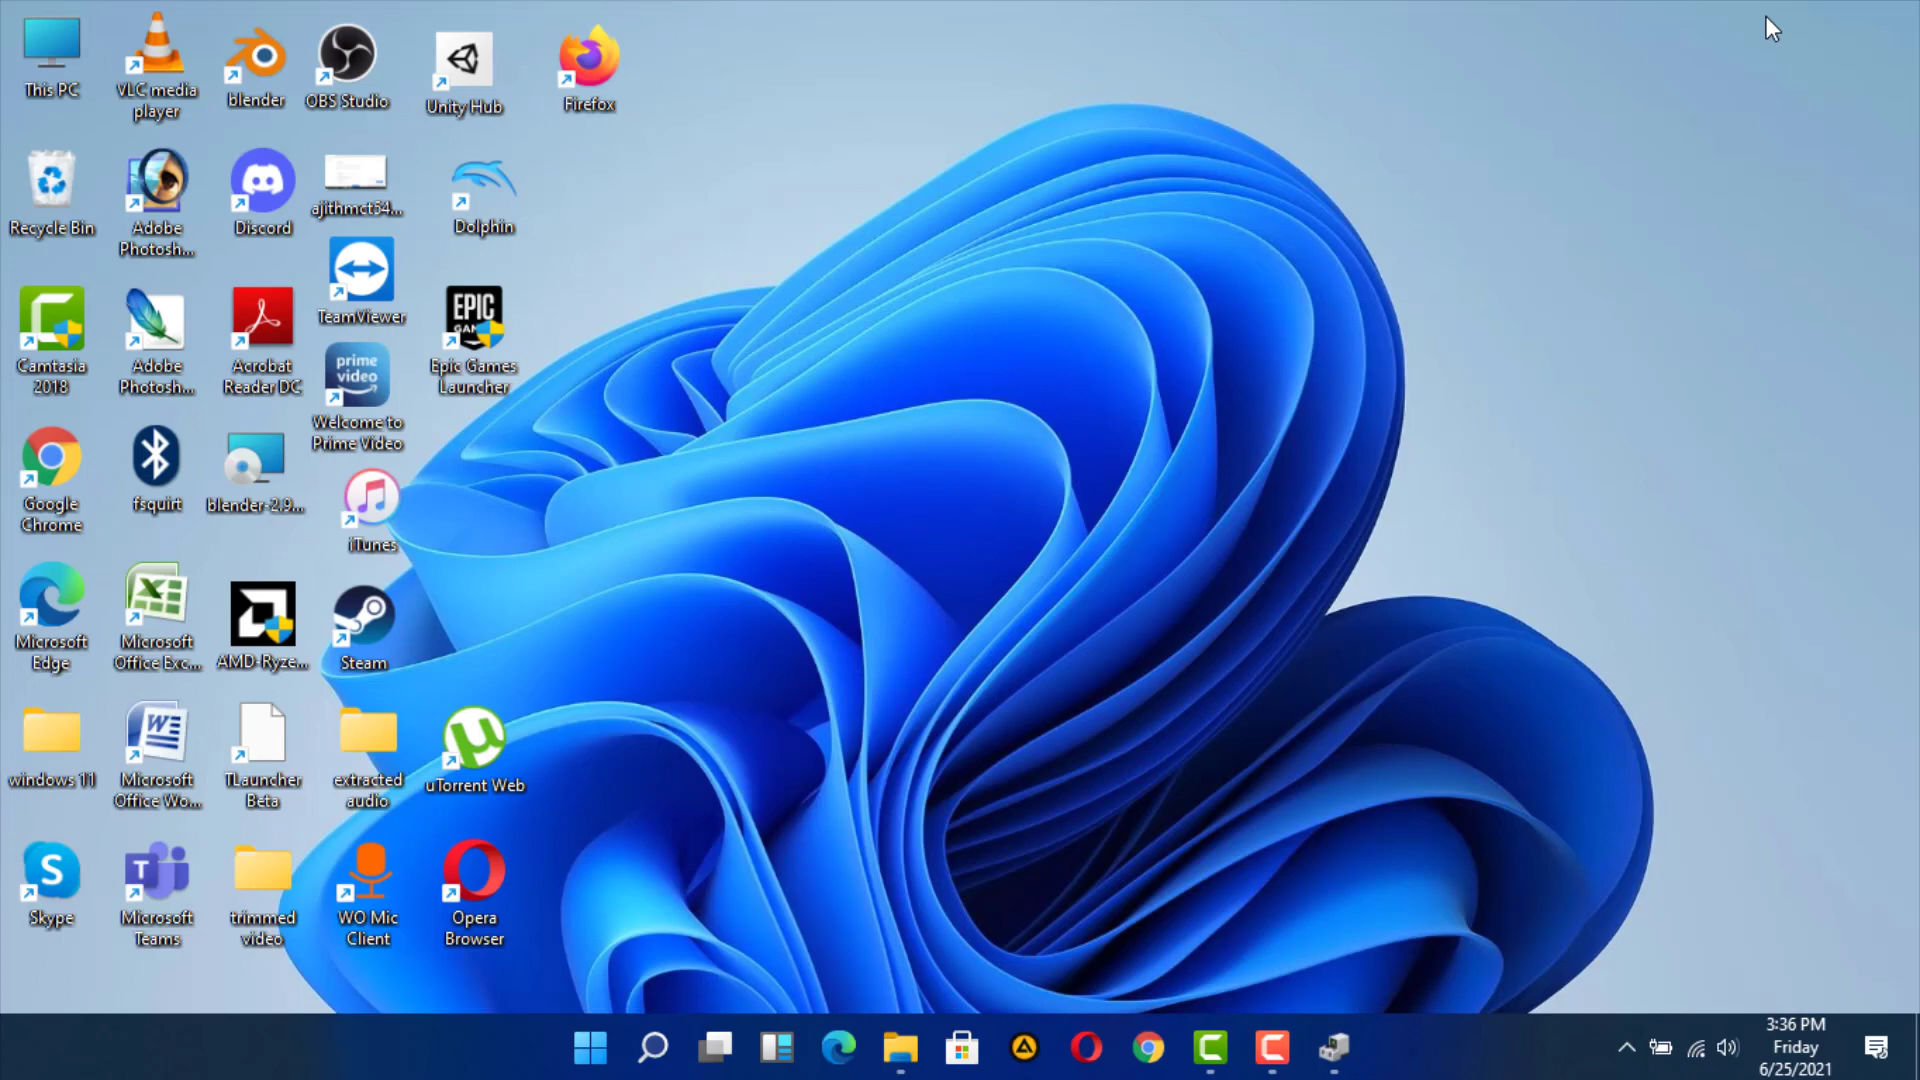 This PC
VLC media
player
blender
OBS Studio
Unity Hub
Firefox
Recycle Bin
Adobe
Photosh...
Discord
ajithmct34...
Dolphin
TeamViewer
Camtasia
2018
Adobe
Photosh...
Acrobat
Reader DC
prime
video
Welcome to
Prime Video
EPIC
GAMES
Epic Games
Launcher
Google
Chrome
fsquirt
blender-2.9...
iTunes
Microsoft
Edge
Microsoft
Office Exc...
AMD-Ryze...
Steam
windows 11
Microsoft
Office Wo...
TLauncher
Beta
extracted
audio
uTorrent Web
Skype
Microsoft
Teams
trimmed
video
WO Mic
Client
Opera
Browser
3:36 PM
Friday
6/25/2021